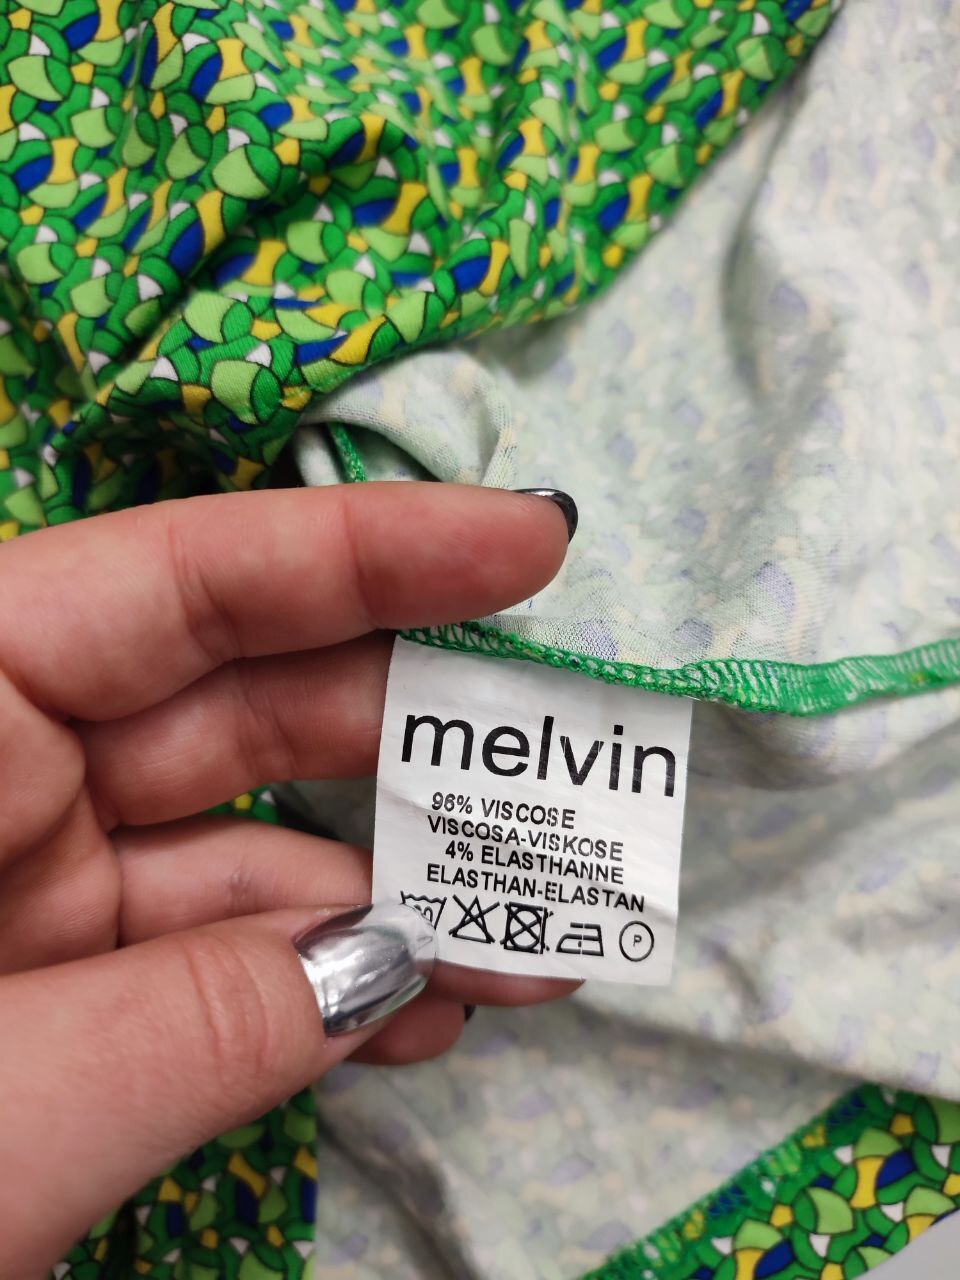 melvin
96% VISCOSE
VISCOSA-VISKOSE
4% ELASTHANNE
ELASTHAN-ELASTAN
P